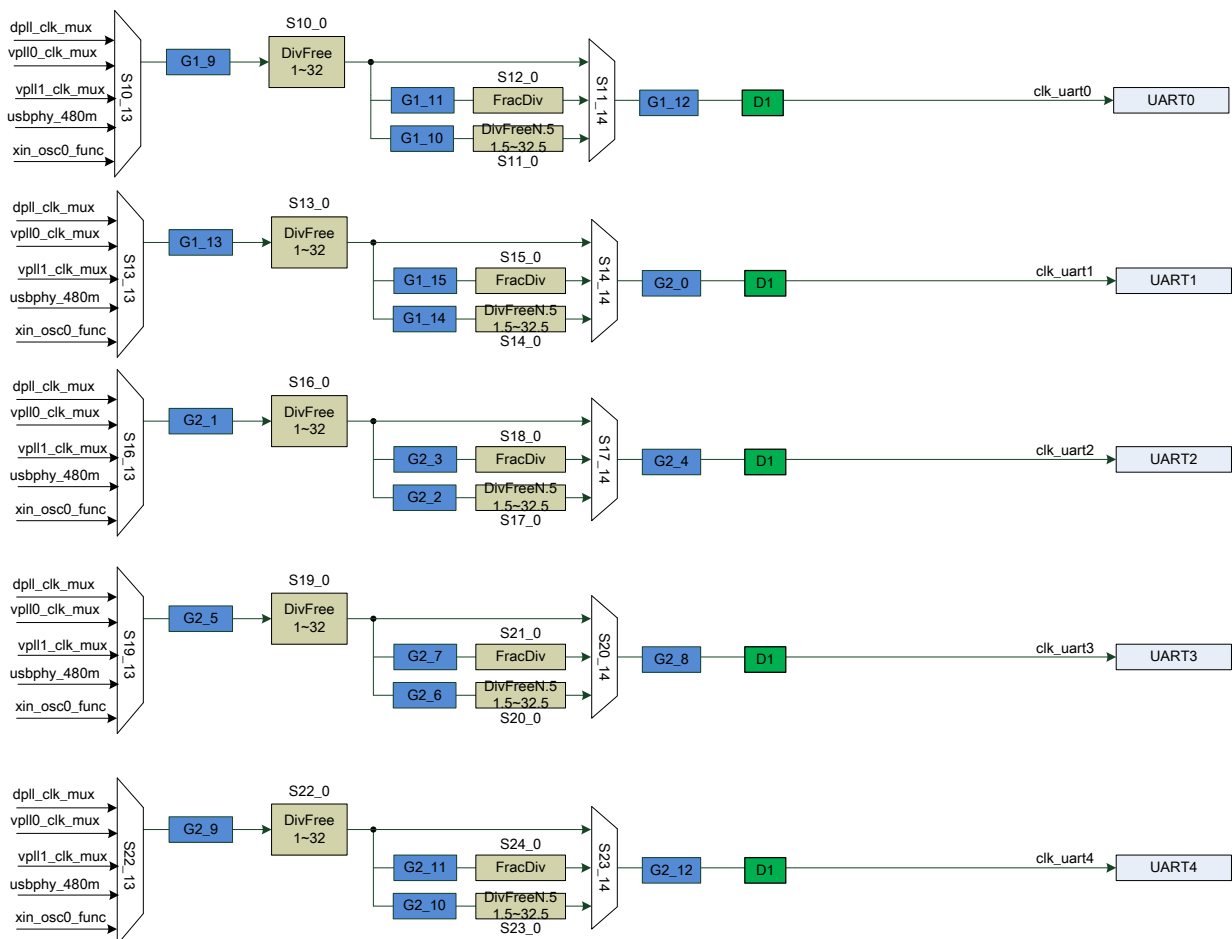 dpll_clk_mux
vpll0_clk_mux
vpll1_clk_mux
usbphy_480m
xin_osc0_func
S10_13
G1_9
S10_0
DivFree
1~32
S12_0
G1_11
FracDiv
G1_10
DivFreeN.5
1.5~32.5
S11_0
S11_14
G1_12
D1
clk_uart0
UART0
dpll_clk_mux
vpll0_clk_mux
vpll1_clk_mux
usbphy_480m
xin_osc0_func
S13_13
G1_13
S13_0
DivFree
1~32
S15_0
G1_15
FracDiv
G1_14
DivFreeN.5
1.5~32.5
S14_0
S14_14
G2_0
D1
clk_uart1
UART1
dpll_clk_mux
vpll0_clk_mux
vpll1_clk_mux
usbphy_480m
xin_osc0_func
S16_13
G2_1
S16_0
DivFree
1~32
S18_0
G2_3
FracDiv
G2_2
DivFreeN.5
1.5~32.5
S17_0
S17_14
G2_4
D1
clk_uart2
UART2
dpll_clk_mux
vpll0_clk_mux
vpll1_clk_mux
usbphy_480m
xin_osc0_func
S19_13
G2_5
S19_0
DivFree
1~32
S21_0
G2_7
FracDiv
G2_6
DivFreeN.5
1.5~32.5
S20_0
S20_14
G2_8
D1
clk_uart3
UART3
dpll_clk_mux
vpll0_clk_mux
vpll1_clk_mux
usbphy_480m
xin_osc0_func
S22_13
G2_9
S22_0
DivFree
1~32
S24_0
G2_11
FracDiv
G2_10
DivFreeN.5
1.5~32.5
S23_0
S23_14
G2_12
D1
clk_uart4
UART4